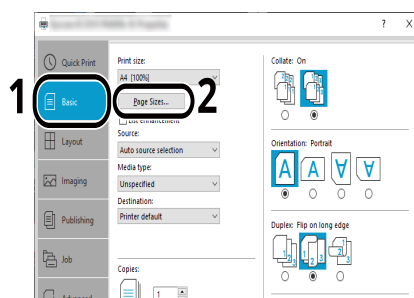 ? X
Quick Print
Basic
Layout
Imaging
Publishing
Job
Advanced
1
2
Print size:
A4 [100%]
Page Sizes...
Source:
Auto source selection
Media type:
Unspecified
Destination:
Printer default
Copies:
1
Collate: On
Orientation: Portrait
A A A A
Duplex: Flip on long edge